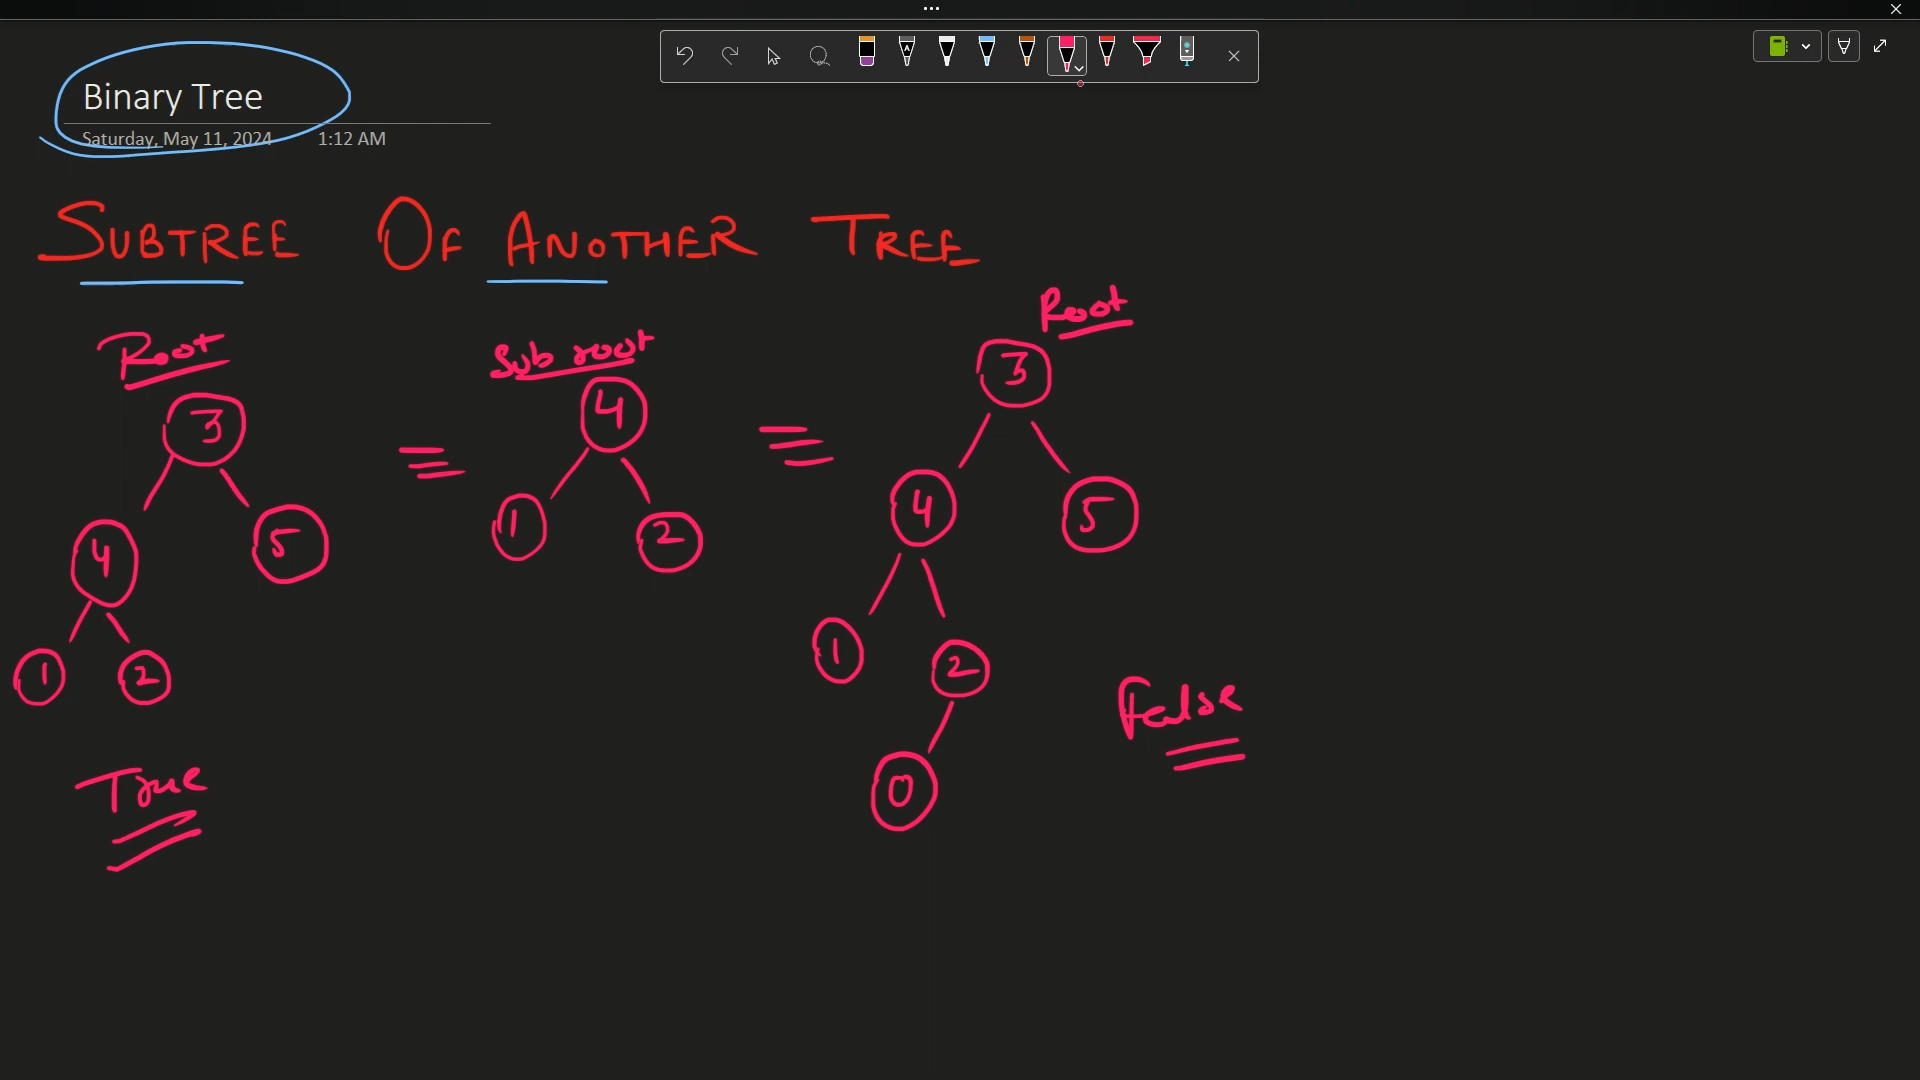 Binary Tree
Saturday, May 11, 2024 1:12 AM
SUBTREE OF ANOTHER TREE
Root
Sub root
Root
3
4
5
1
2
4
1
2
3
4
5
1
2
0
True
False